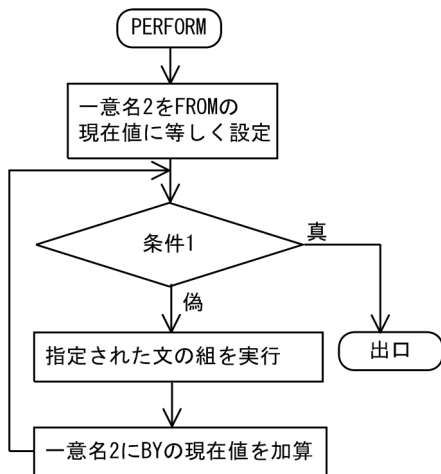 PERFORM
一意名2をFROMの
現在値に等しく設定
条件1
真
偽
指定された文の組を実行
出口
一意名2にBYの現在値を加算